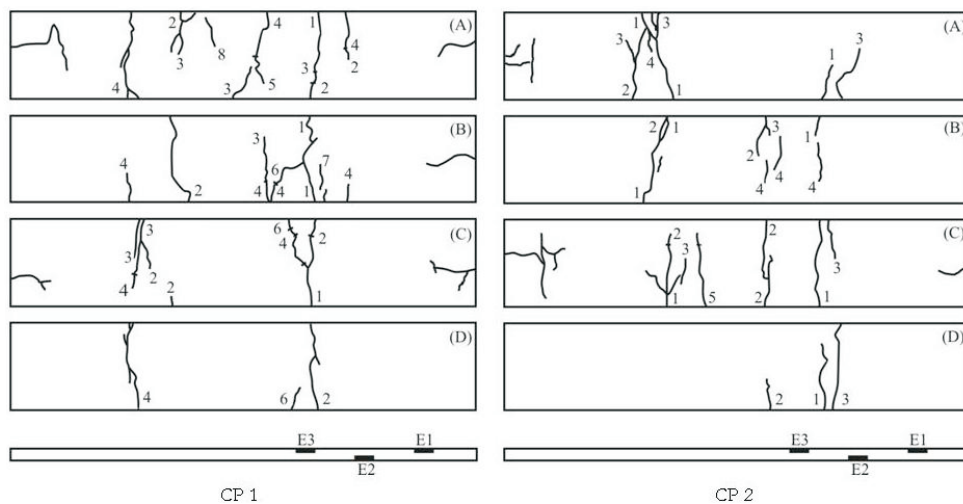 (A) 2 4 1 4 3 8 5 3 2 2 4 3
(B) 1 3 6 7 4 4 2 4 4 1
(C) 3 6 4 2 3 2 4 2 1
(D) 4 6 2
E3 E1
E2
CP 1
(A) 1 3 3 4 3 1 2 1 2
(B) 2 1 3 1 2 4 4 4 1
(C) 2 3 2 3 1 5 2 1
(D) 2 1 3
E3 E1
E2
CP 2